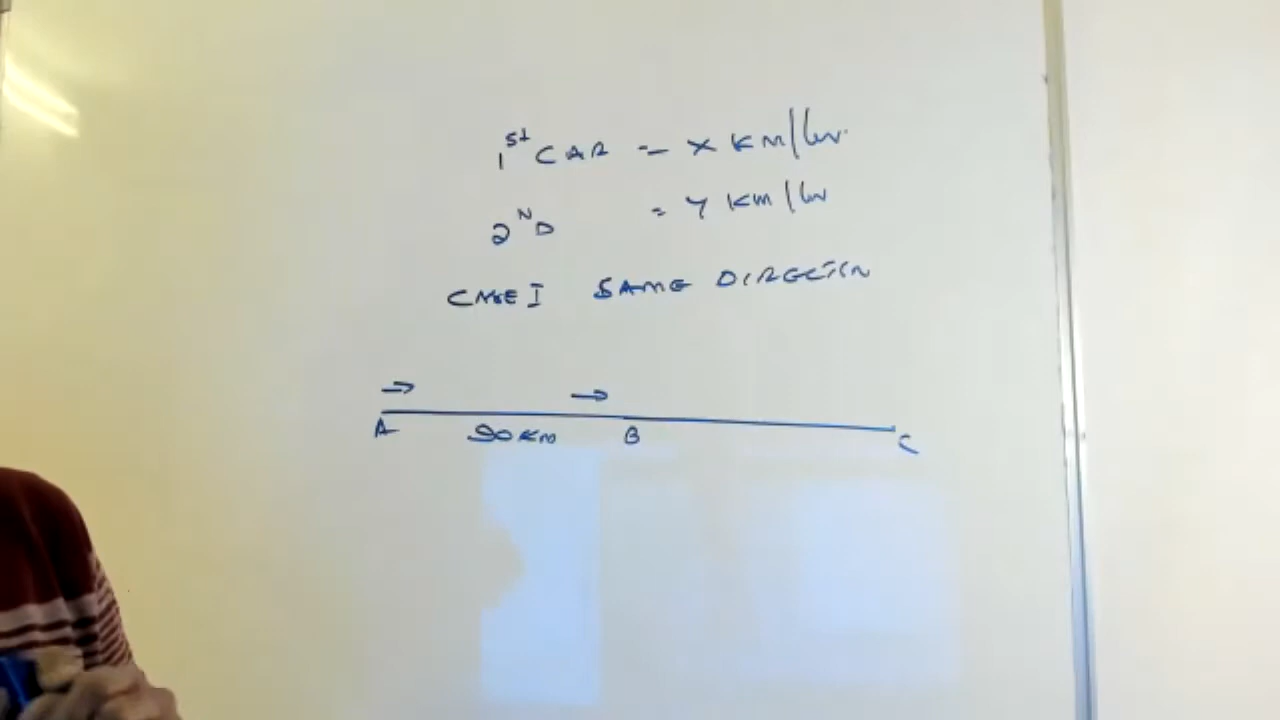 1ST CAR = X KM/hr.
2ND = Y KM/hr
CASE I SAME DIRECTION
A 90 KM B C